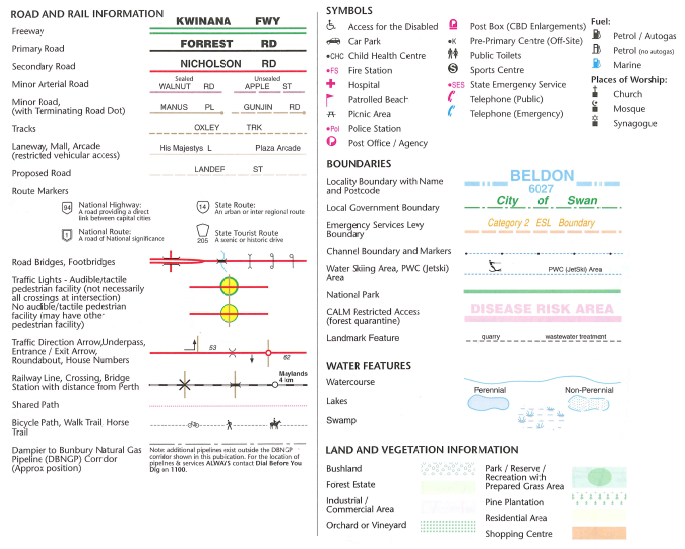 ROAD AND RAIL INFORMATION
Freeway
KWINANA FWY
Primary Road
FORREST RD
Secondary Road
NICHOLSON RD
Minor Arterial Road
Sealed Unsealed
WALNUT RD APPLE ST
Minor Road,
(with Terminating Road Dot)
MANUS PL GUNJIN RD
Tracks
OXLEY TRK
Laneway, Mall, Arcade
(restricted vehicular access)
His Majestys L Plaza Arcade
Proposed Road
LANDEF ST
Route Markers
94
National Highway:
A road providing a direct
link between capital cities
14
State Route:
An urban or inter regional route
1
National Route:
A road of National significance
205
State Tourist Route
A scenic or historic drive
Road Bridges, Footbridges
Traffic Lights - Audible/tactile
pedestrian facility (not necessarily
all crossings at intersection)
No audible/tactile pedestrian
facility (may have other
pedestrian facility)
Traffic Direction Arrow,Underpass,
Entrance / Exit Arrow,
Roundabout, House Numbers
53
82
Railway Line, Crossing, Bridge
Station with distance from Perth
Maylands
4 km
Shared Path
Bicycle Path, Walk Trail, Horse
Trail
Dampier to Bunbury Natural Gas
Pipeline (DBNGP) Corridor
(Approx position)
Note: additional pipelines exist outside the DBNGP
corridor shown in this publication. For the location of
pipelines & services ALWAYS contact Dial Before You
Dig on 1100.
SYMBOLS
Access for the Disabled
Car Park
•CHC Child Health Centre
•FS Fire Station
Hospital
Patrolled Beach
Picnic Area
•Pol Police Station
Post Office / Agency
Post Box (CBD Enlargements)
•K Pre-Primary Centre (Off-Site)
Public Toilets
Sports Centre
•SES State Emergency Service
Telephone (Public)
Telephone (Emergency)
Fuel:
Petrol / Autogas
Petrol (no autogas)
Marine
Places of Worship:
Church
Mosque
Synagogue
BOUNDARIES
Locality Boundary with Name
and Postcode
BELDON
6027
Local Government Boundary
City of Swan
Emergency Services Levy
Boundary
Category 2 ESL Boundary
Channel Boundary and Markers
Water Skiing Area, PWC (Jetski)
Area
PWC (JetSki) Area
National Park
CALM Restricted Access
(forest quarantine)
DISEASE RISK AREA
Landmark Feature
quarry wastewater treatment
WATER FEATURES
Watercourse
Lakes
Perennial Non-Perennial
Swamp
LAND AND VEGETATION INFORMATION
Bushland
Forest Estate
Industrial /
Commercial Area
Orchard or Vineyard
Park / Reserve /
Recreation with
Prepared Grass Area
Pine Plantation
Residential Area
Shopping Centre